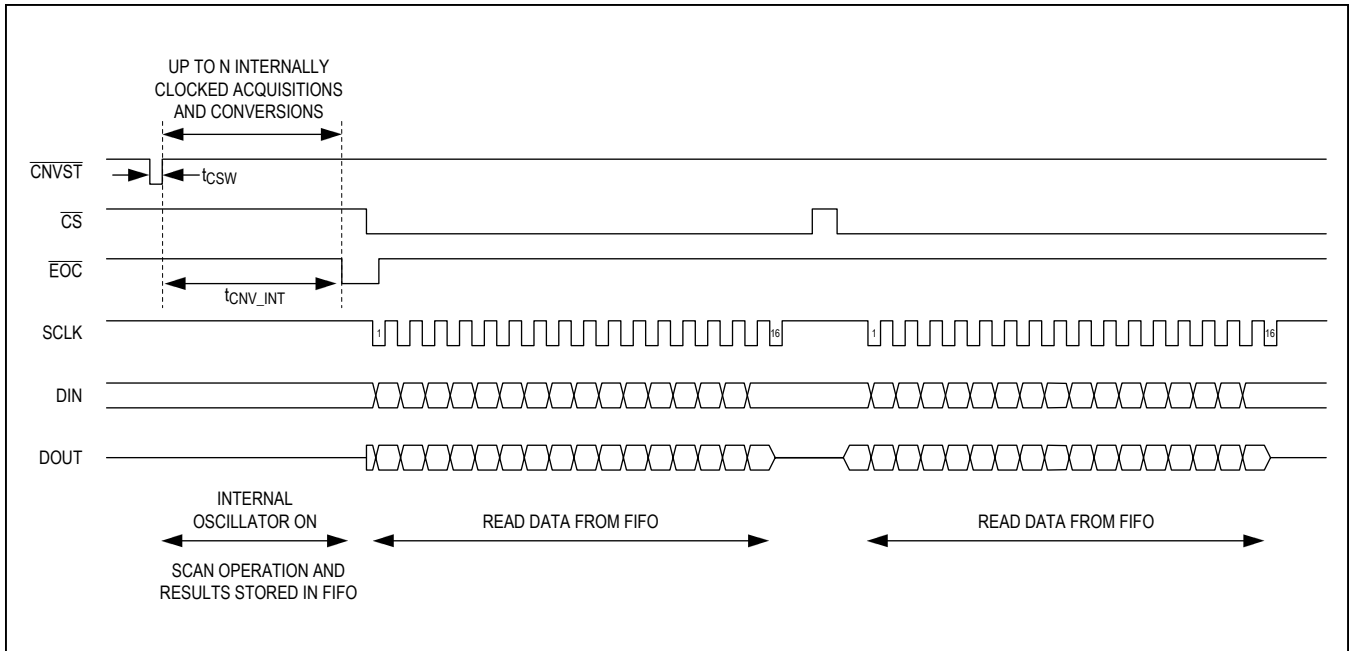 UP TO N INTERNALLY
CLOCKED ACQUISITIONS
AND CONVERSIONS
CNVST
tCSW
CS
EOC
tCNV_INT
SCLK
1
16
1
16
DIN
DOUT
INTERNAL
OSCILLATOR ON
READ DATA FROM FIFO
READ DATA FROM FIFO
SCAN OPERATION AND
RESULTS STORED IN FIFO